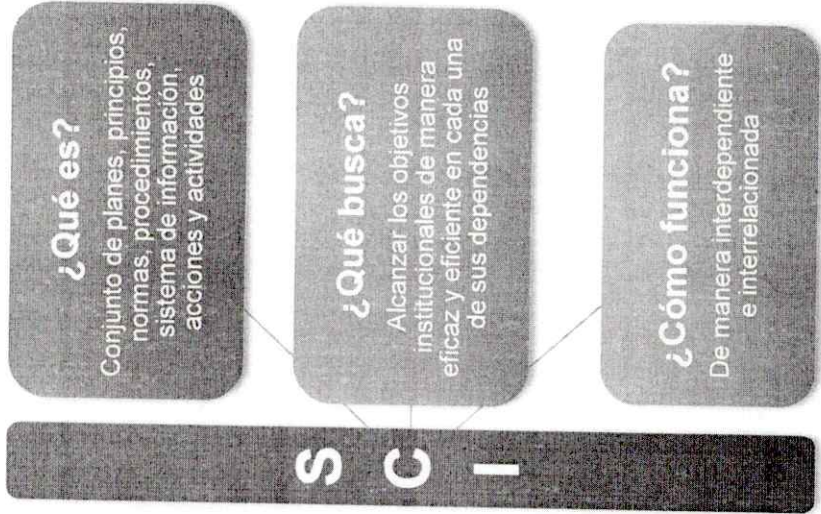 S
C
I
¿Qué es?
Conjunto de planes, principios,
normas, procedimientos,
sistema de información,
acciones y actividades
¿Qué busca?
Alcanzar los objetivos
institucionales de manera
eficaz y eficiente en cada una
de sus dependencias
¿Cómo funciona?
De manera interdependiente
e interrelacionada